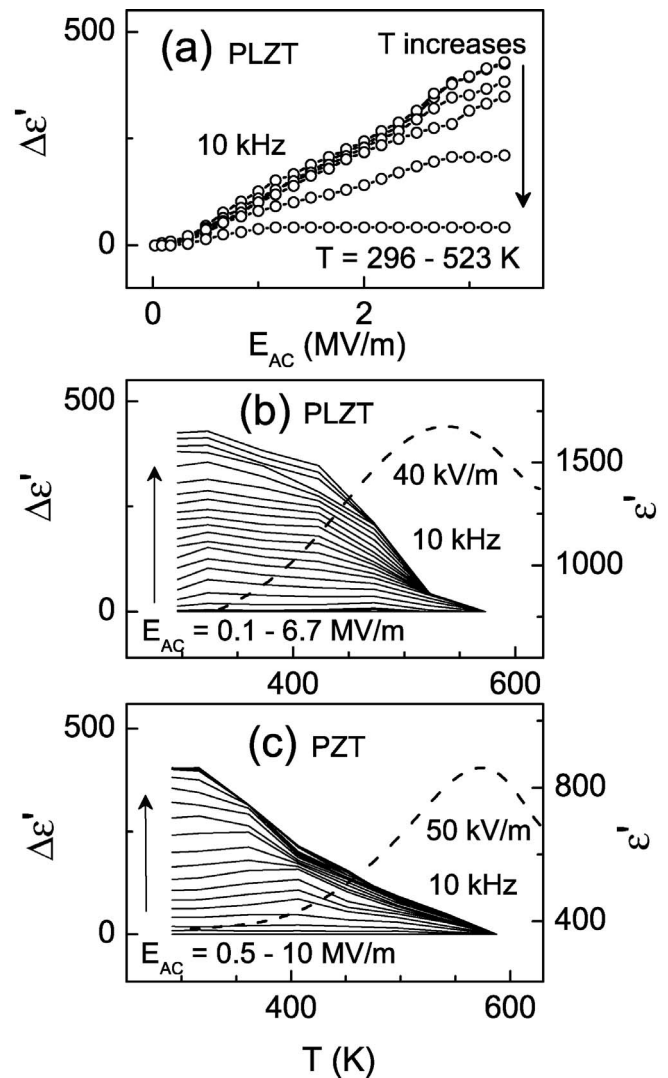 500
(a) PLZT
T increases
Δε'
10 kHz
0
T = 296 - 523 K
0 2
E_AC (MV/m)
500
(b) PLZT
40 kV/m
1500
Δε'
ε'
10 kHz
1000
0
E_AC = 0.1 - 6.7 MV/m
400 600
500
(c) PZT
50 kV/m
800
Δε'
ε'
10 kHz
400
0
E_AC = 0.5 - 10 MV/m
400 600
T (K)